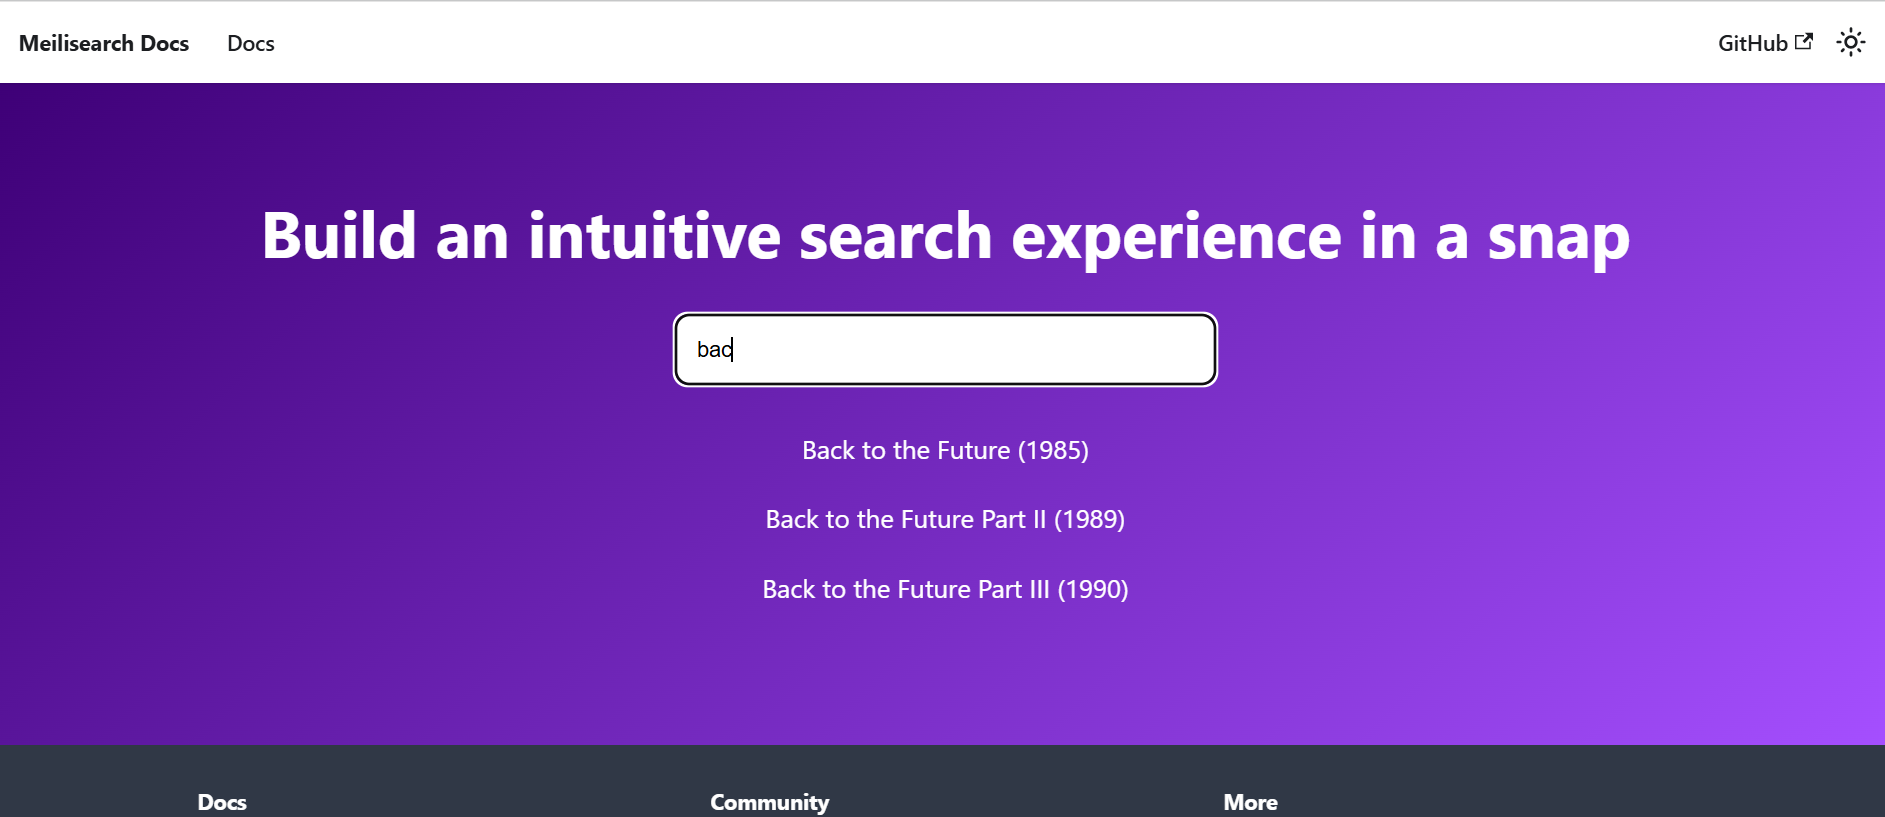 Meilisearch Docs Docs GitHub
Build an intuitive search experience in a snap
bac
Back to the Future (1985)
Back to the Future Part II (1989)
Back to the Future Part III (1990)
Docs Community More